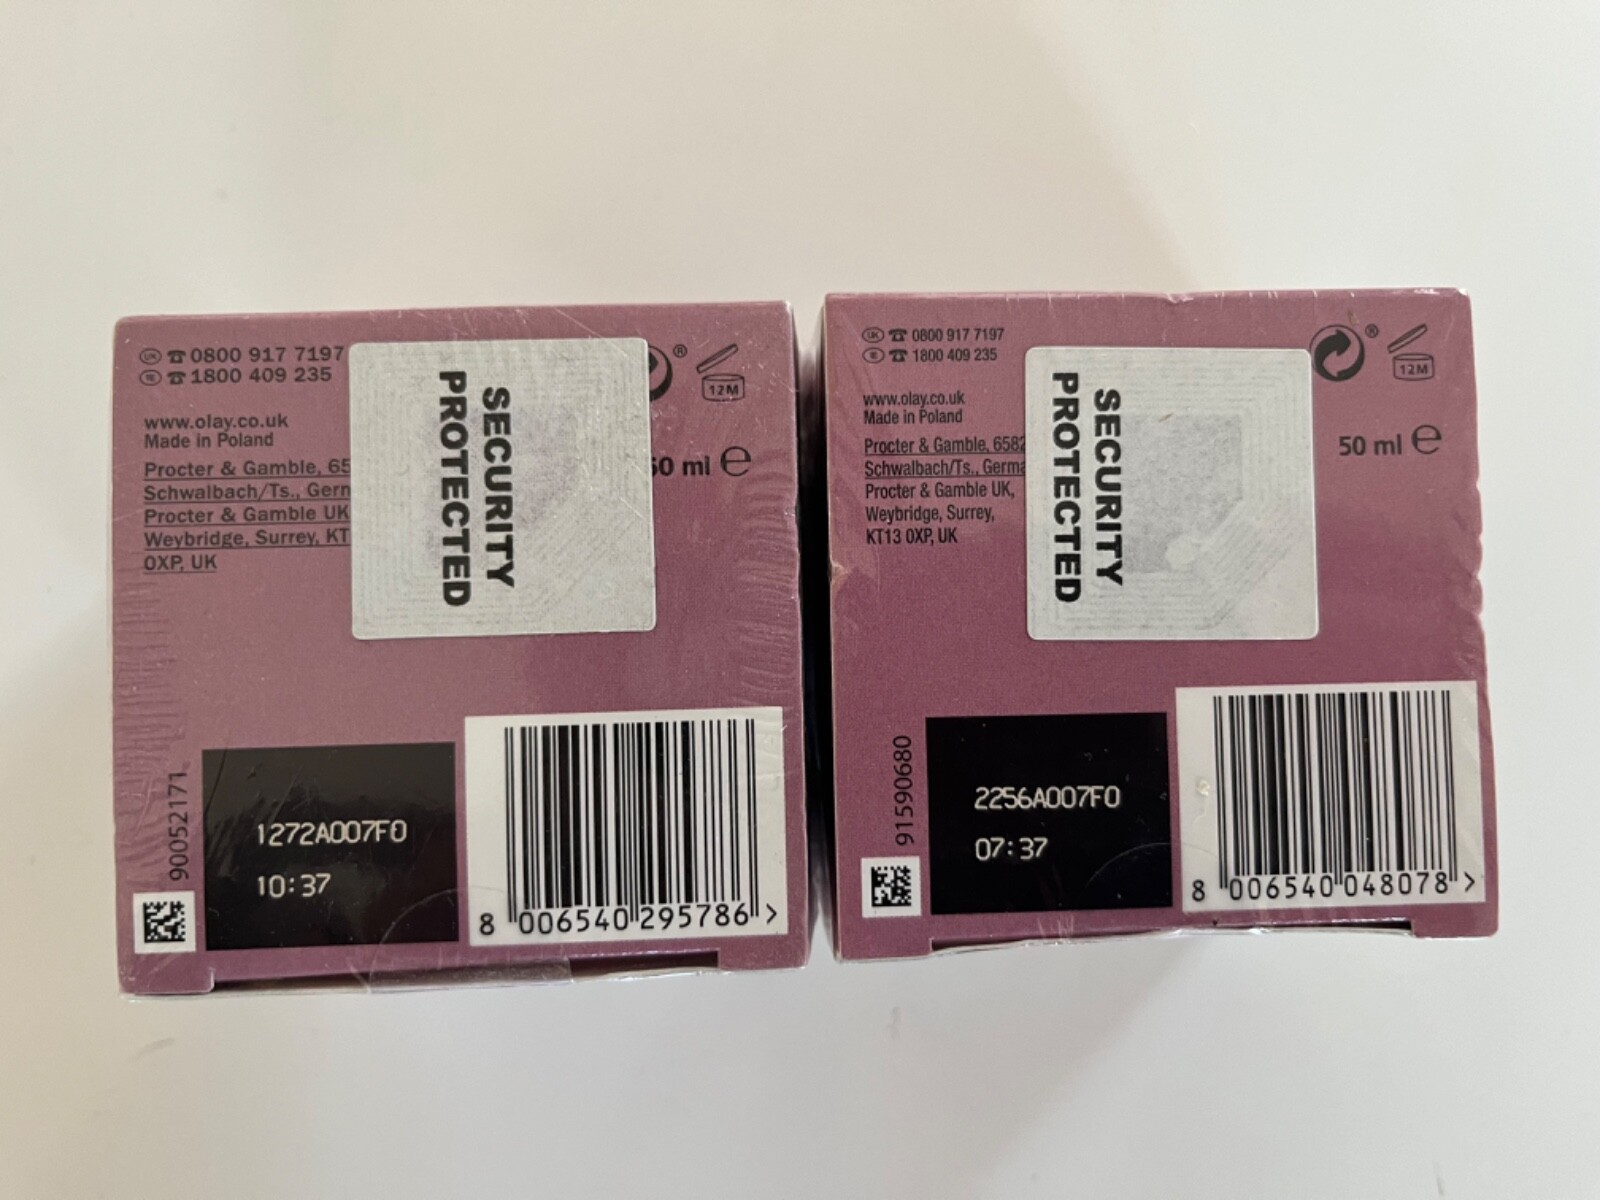 UK ☎ 0800 917 7197
☎ 1800 409 235
www.olay.co.uk
Made in Poland
Procter & Gamble, 65
Schwalbach/Ts., Germ
Procter & Gamble UK
Weybridge, Surrey, KT
0XP, UK
SECURITY
PROTECTED
®
12M
50 ml ℮
90052171
1272A007F0
10:37
8 006540 295786 >
UK ☎ 0800 917 7197
☎ 1800 409 235
www.olay.co.uk
Made in Poland
Procter & Gamble, 6582
Schwalbach/Ts., Germa
Procter & Gamble UK,
Weybridge, Surrey,
KT13 0XP, UK
SECURITY
PROTECTED
®
12M
50 ml ℮
91590680
2256A007F0
07:37
8 006540 048078 >